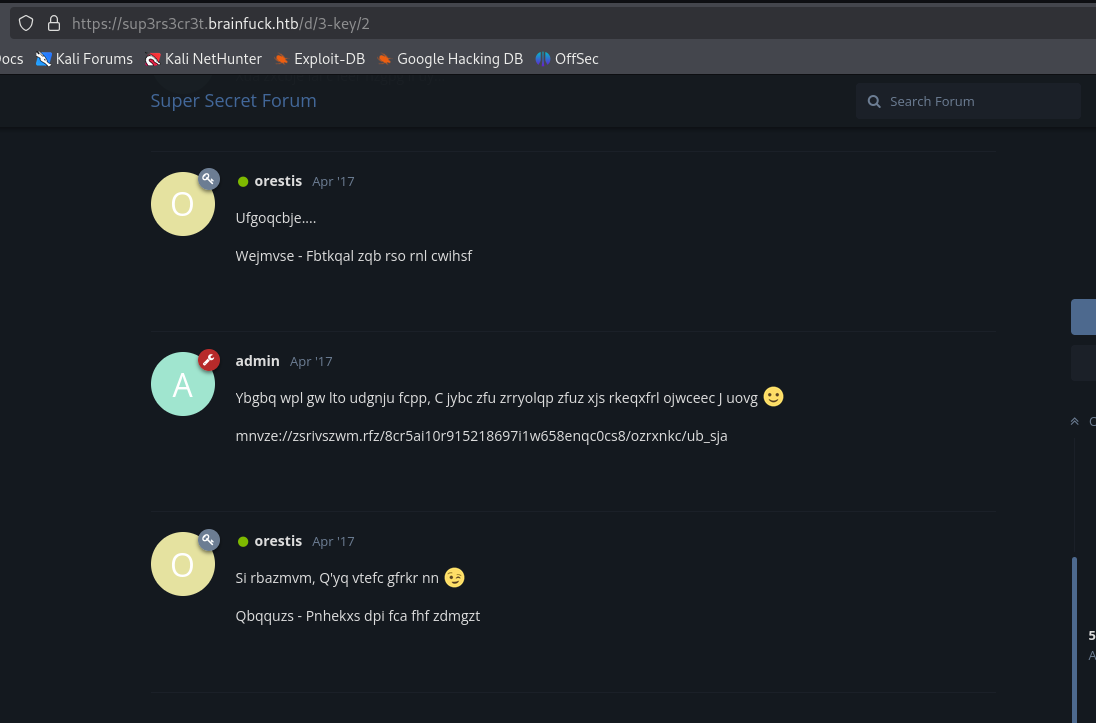 https://sup3rs3cr3t.brainfuck.htb/d/3-key/2
ocs Kali Forums Kali NetHunter Exploit-DB Google Hacking DB OffSec
Super Secret Forum Search Forum
O orestis Apr '17
Ufgoqcbje....
Wejmvse - Fbtkqal zqb rso rnl cwihsf
A admin Apr '17
Ybgbq wpl gw lto udgnju fcpp, C jybc zfu zrryolqp zfuz xjs rkeqxfrl ojwceec J uovg 🙂
mnvze://zsrivszwm.rfz/8cr5ai10r915218697i1w658enqc0cs8/ozrxnkc/ub_sja
O orestis Apr '17
Si rbazmvm, Q'yq vtefc gfrkr nn 😉
Qbqquzs - Pnhekxs dpi fca fhf zdmgzt
5